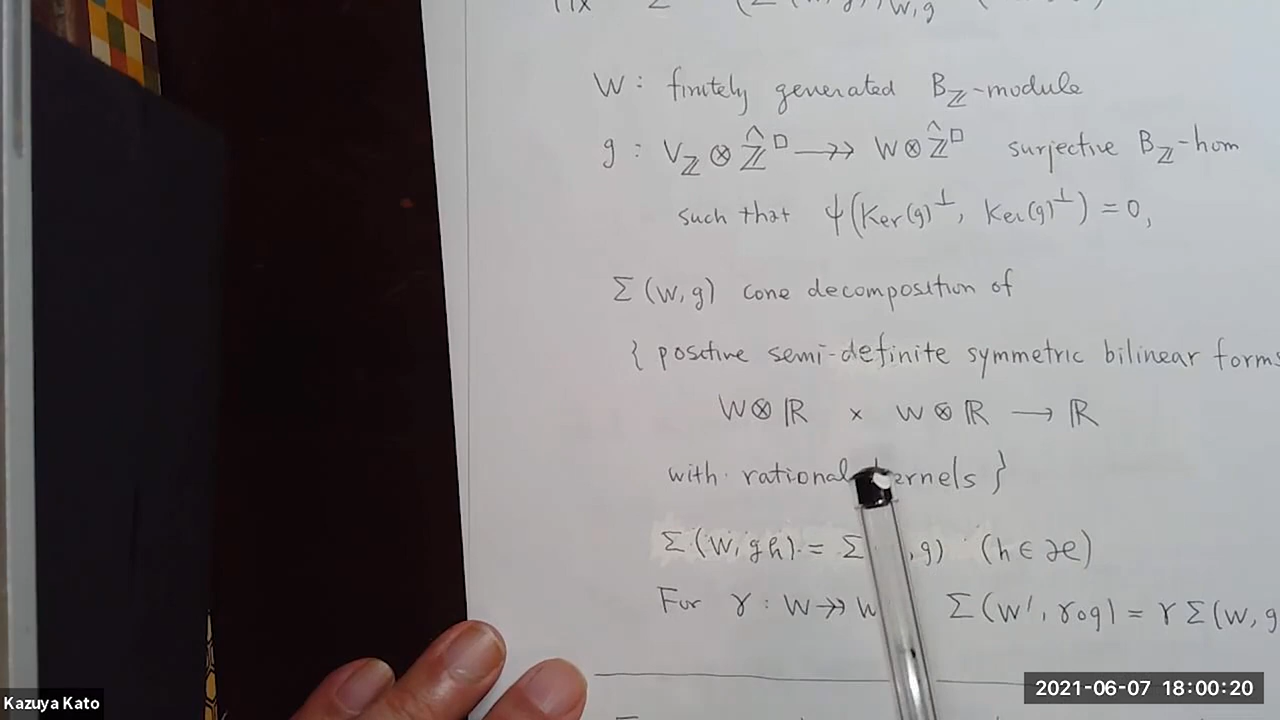 W : finitely generated B_ℤ-module
g : V_ℤ ⊗ ℤ̂^□ ↠ W ⊗ ℤ̂^□ surjective B_ℤ-hom
such that ψ(Ker(g)^⊥, Ker(g)^⊥) = 0,
Σ(W, g) cone decomposition of
{ positive semi-definite symmetric bilinear forms
W⊗ℝ × W⊗ℝ → ℝ
with rational kernels }
Σ(W, gh) = Σ , g) (h ∈ )
For γ : W ↠ W Σ(W′, γ∘g) = γΣ(W, g
Kazuya Kato
2021-06-07 18:00:20